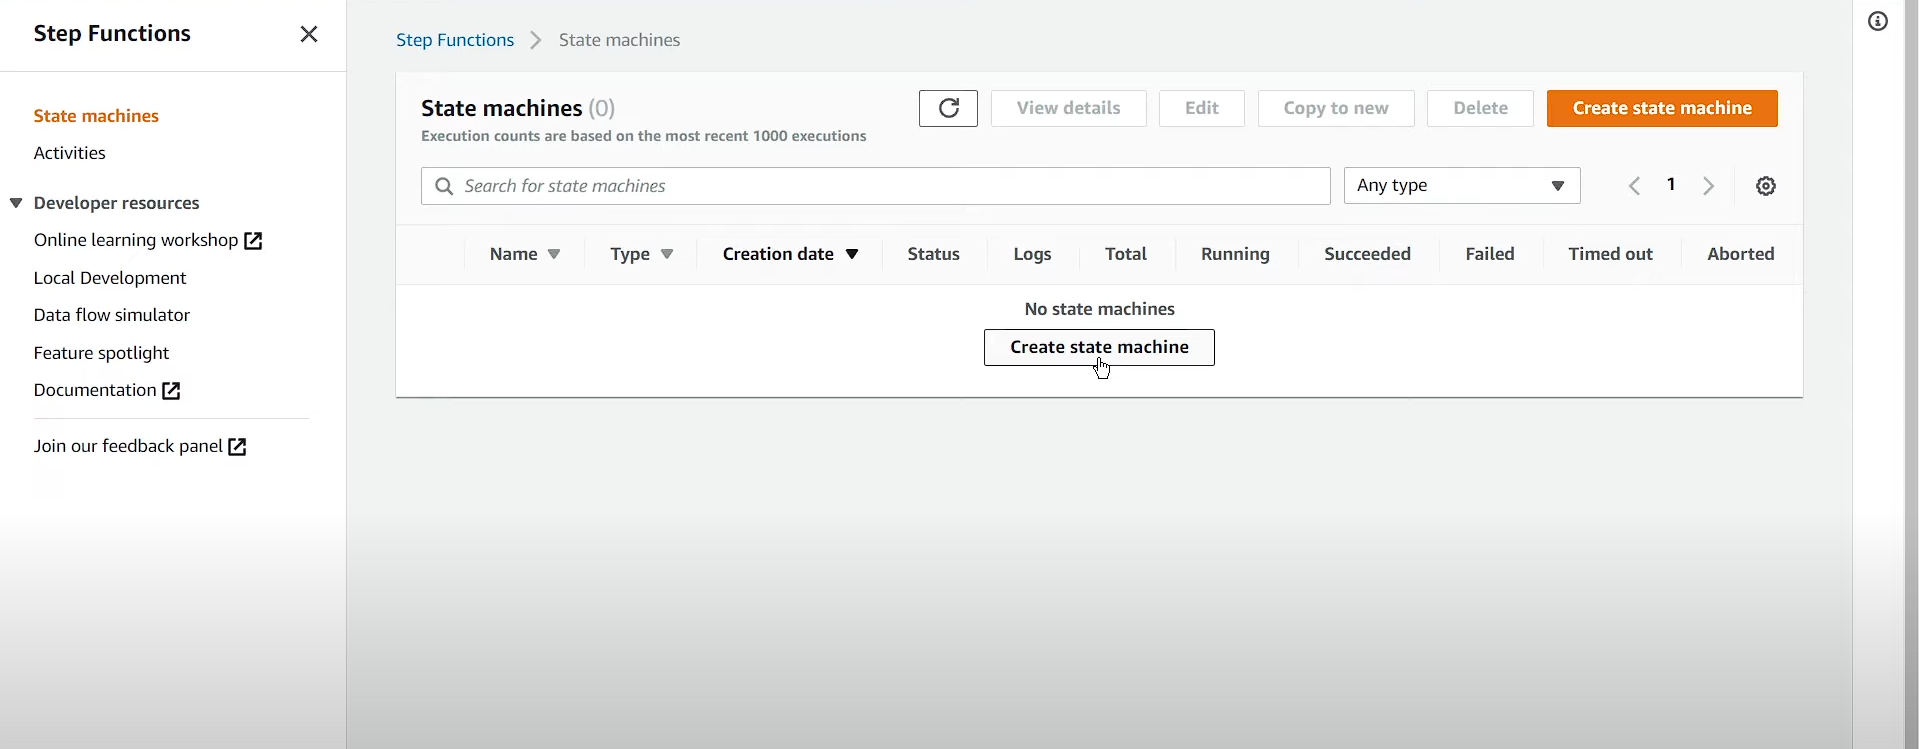 Step Functions
State machines
Activities
Developer resources
Online learning workshop
Local Development
Data flow simulator
Feature spotlight
Documentation
Join our feedback panel
Step Functions > State machines
State machines (0)
Execution counts are based on the most recent 1000 executions
View details Edit Copy to new Delete Create state machine
Search for state machines Any type 1
Name Type Creation date Status Logs Total Running Succeeded Failed Timed out Aborted
No state machines
Create state machine